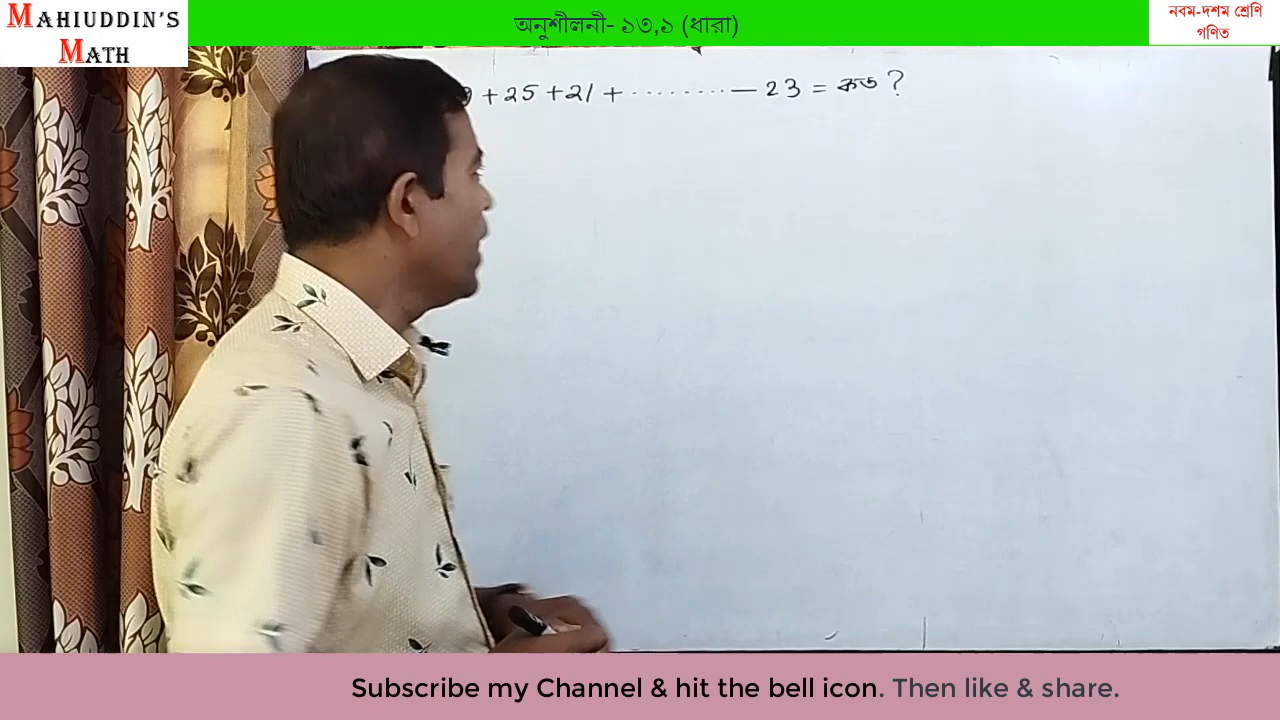 MAHIUDDIN'S
MATH
অনুশীলনী- ১৩,১ (ধারা)
নবম-দশম শ্রেণি
গণিত
+25 +21 + ........ — 23 = কত ?
Subscribe my Channel & hit the bell icon. Then like & share.